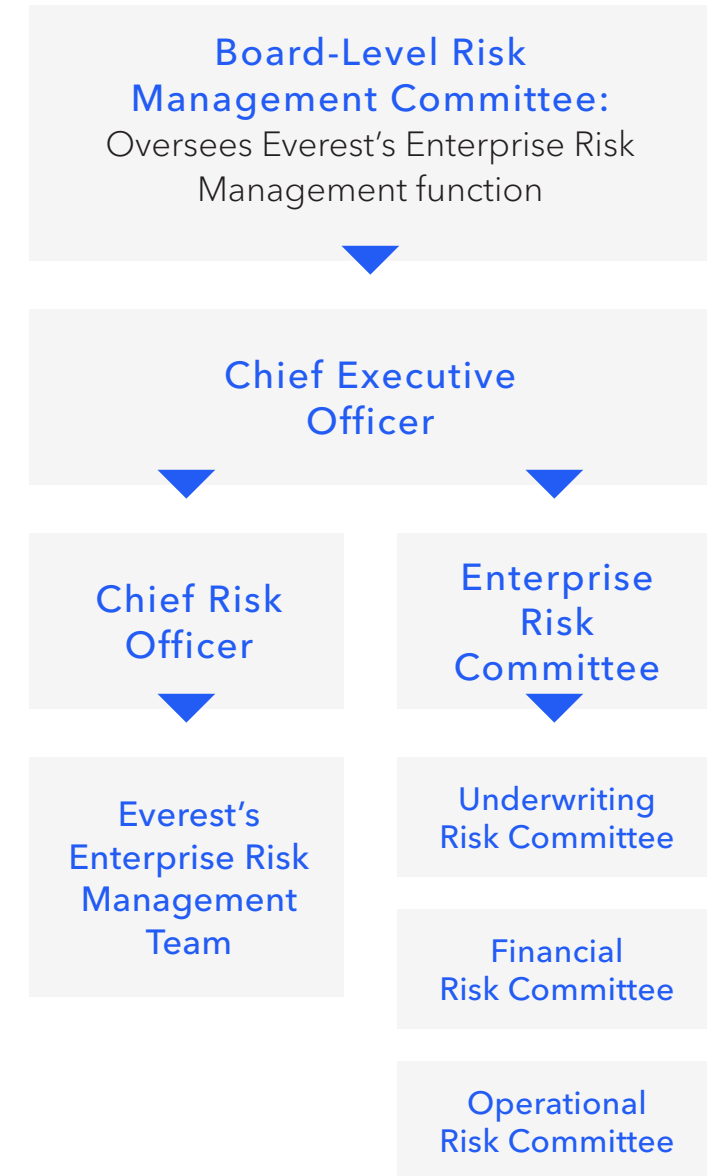 Board-Level Risk
Management Committee:
Oversees Everest’s Enterprise Risk
Management function
Chief Executive
Officer
Chief Risk
Officer
Enterprise
Risk
Committee
Everest’s
Enterprise Risk
Management
Team
Underwriting
Risk Committee
Financial
Risk Committee
Operational
Risk Committee